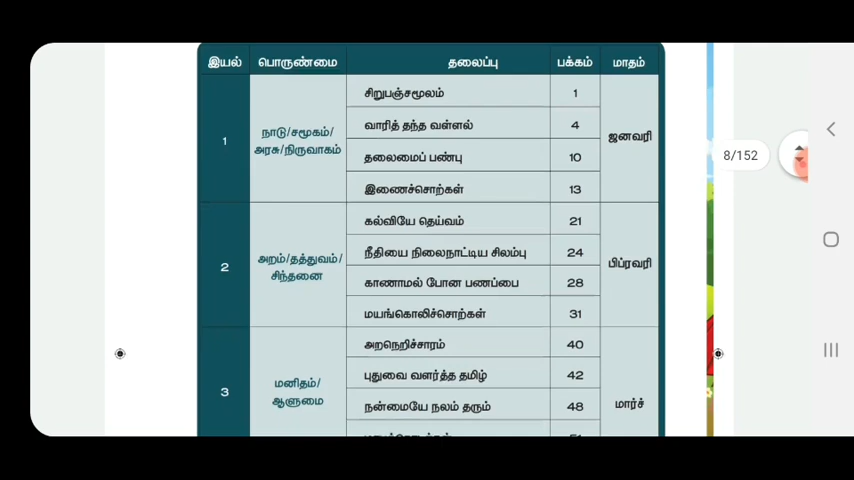 இயல் பொருண்மை தலைப்பு பக்கம் மாதம்
1 நாடு/சமூகம்/ அரசு/நிருவாகம் சிறுபஞ்சமூலம் 1 ஜனவரி
வாரித் தந்த வள்ளல் 4
தலைமைப் பண்பு 10
இணைச்சொற்கள் 13
2 அறம்/தத்துவம்/ சிந்தனை கல்வியே தெய்வம் 21 பிப்ரவரி
நீதியை நிலைநாட்டிய சிலம்பு 24
காணாமல் போன பணப்பை 28
மயங்கொலிச்சொற்கள் 31
3 மனிதம்/ ஆளுமை அறநெறிச்சாரம் 40 மார்ச்
புதுவை வளர்த்த தமிழ் 42
நன்மையே நலம் தரும் 48
8/152